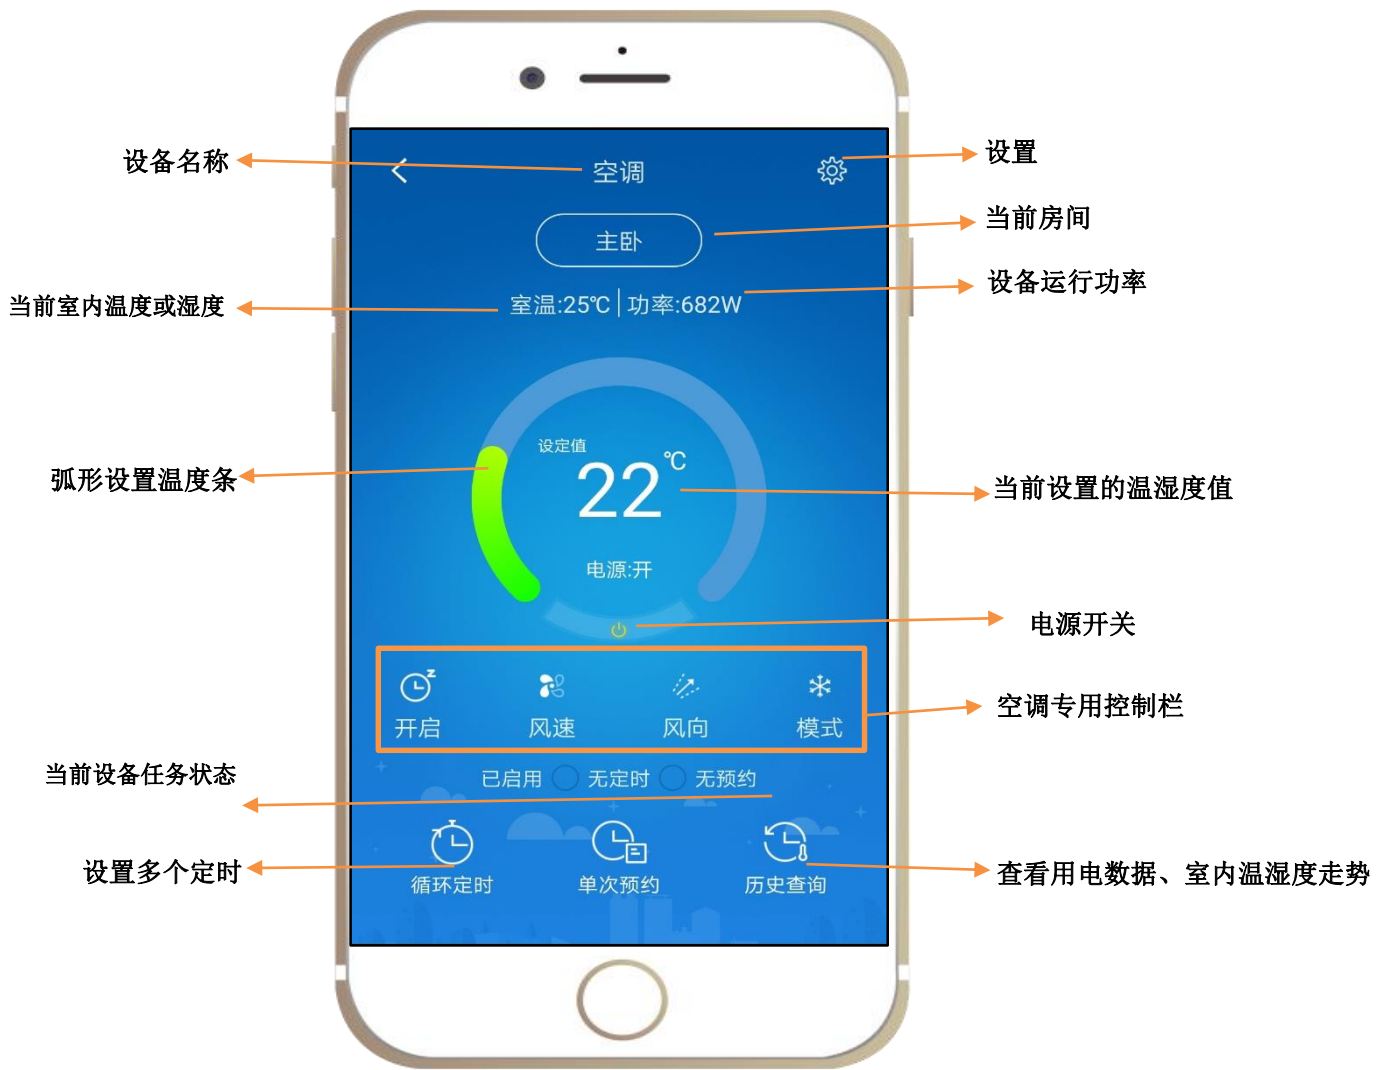 设备名称
空调
设置
主卧
当前房间
当前室内温度或湿度
室温:25℃
功率:682W
设备运行功率
弧形设置温度条
设定值
22℃
当前设置的温湿度值
电源:开
电源开关
z
开启
风速
风向
模式
空调专用控制栏
当前设备任务状态
已启用
无定时
无预约
设置多个定时
循环定时
单次预约
历史查询
查看用电数据、室内温湿度走势